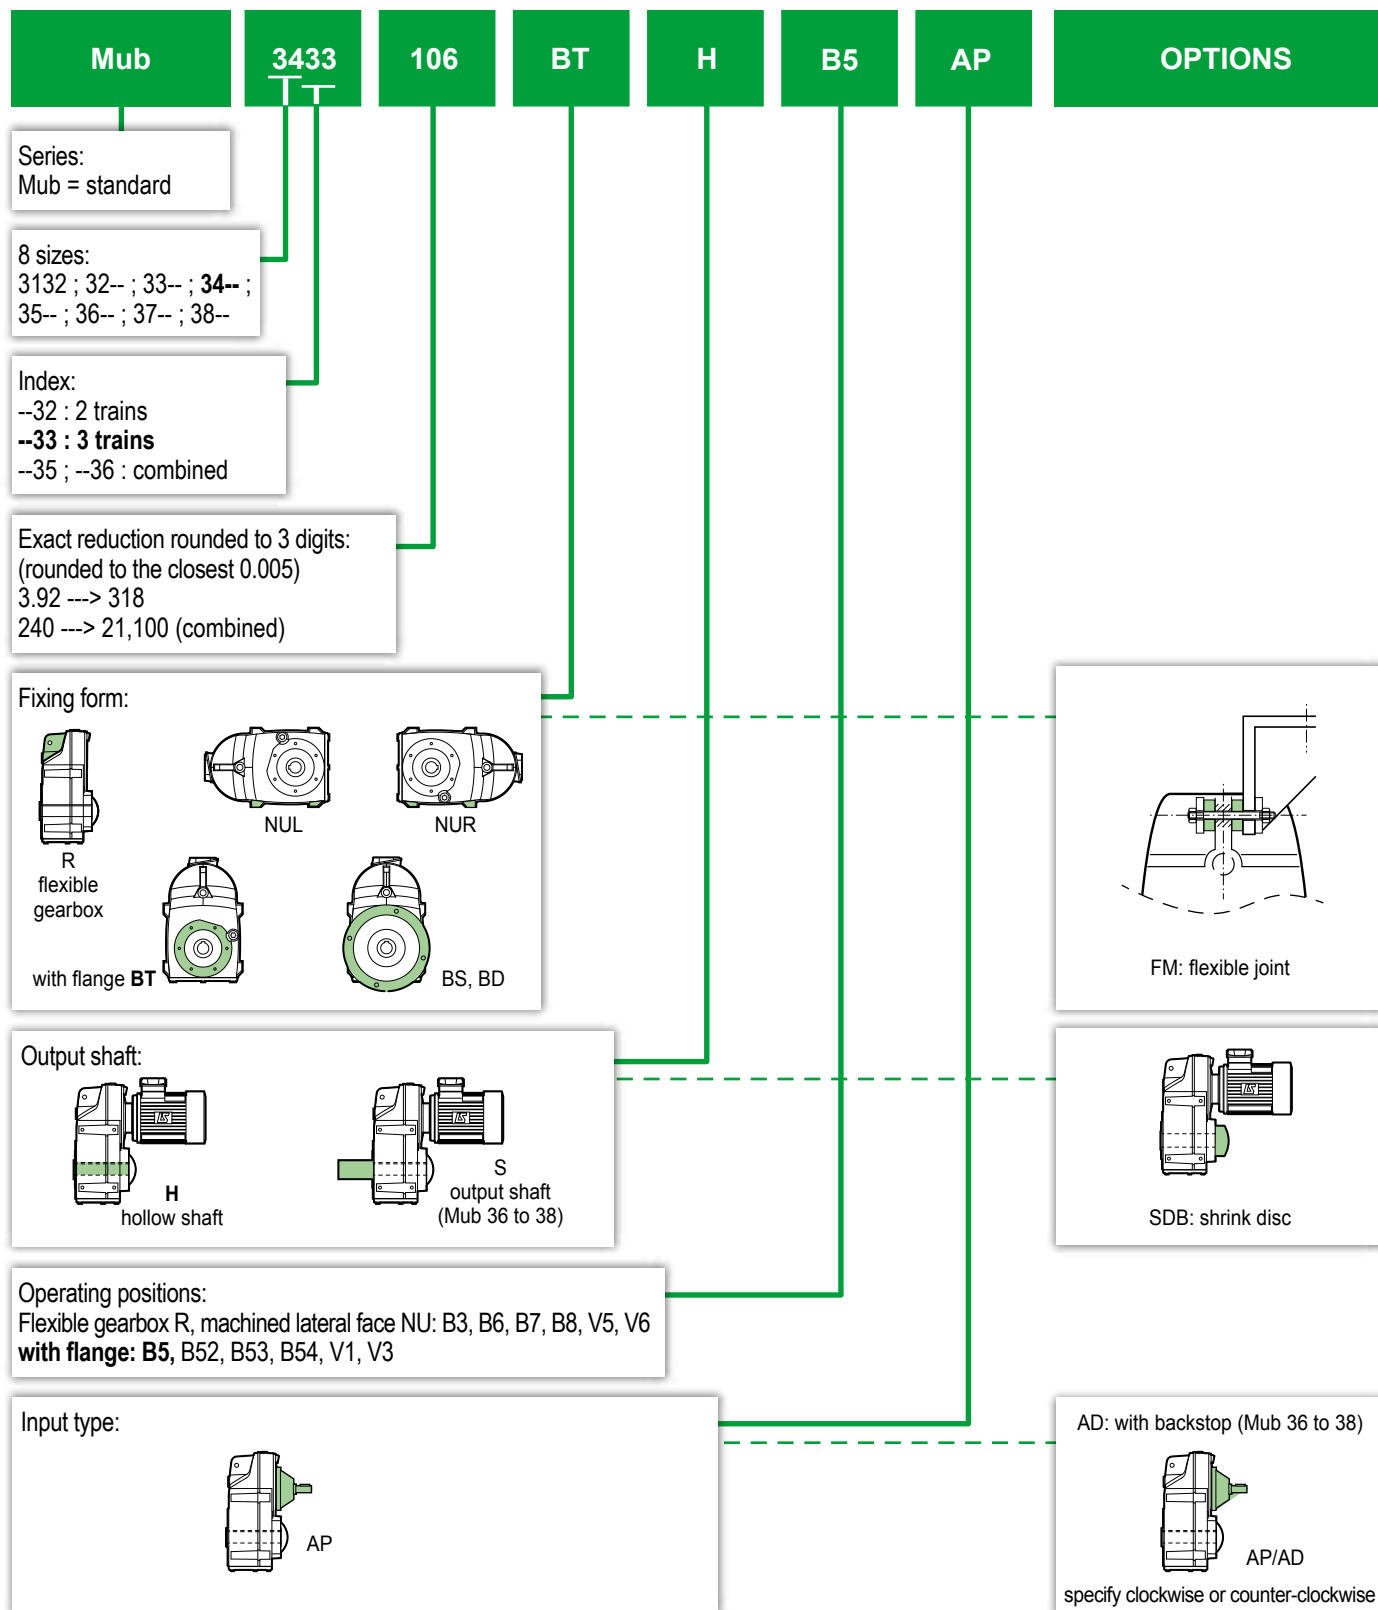 Mub
3433
106
BT
H
B5
AP
OPTIONS
Series:
Mub = standard
8 sizes:
3132 ; 32-- ; 33-- ; 34-- ;
35-- ; 36-- ; 37-- ; 38--
Index:
--32 : 2 trains
--33 : 3 trains
--35 ; --36 : combined
Exact reduction rounded to 3 digits:
(rounded to the closest 0.005)
3.92 ---> 318
240 ---> 21,100 (combined)
Fixing form:
NUL
NUR
R
flexible
gearbox
with flange BT
BS, BD
FM: flexible joint
Output shaft:
H
hollow shaft
S
output shaft
(Mub 36 to 38)
SDB: shrink disc
Operating positions:
Flexible gearbox R, machined lateral face NU: B3, B6, B7, B8, V5, V6
with flange: B5, B52, B53, B54, V1, V3
Input type:
AP
AD: with backstop (Mub 36 to 38)
AP/AD
specify clockwise or counter-clockwise